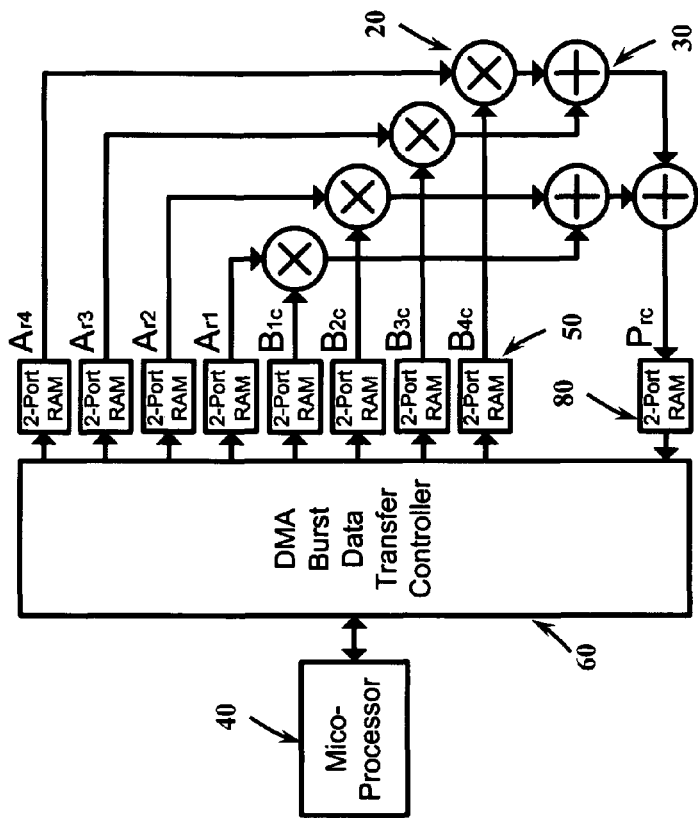 40
Mico-
Processor
60
DMA
Burst
Data
Transfer
Controller
2-Port
RAM
Ar4
2-Port
RAM
Ar3
2-Port
RAM
Ar2
2-Port
RAM
Ar1
2-Port
RAM
B1c
2-Port
RAM
B2c
2-Port
RAM
B3c
2-Port
RAM
B4c
50
80
2-Port
RAM
Prc
20
30